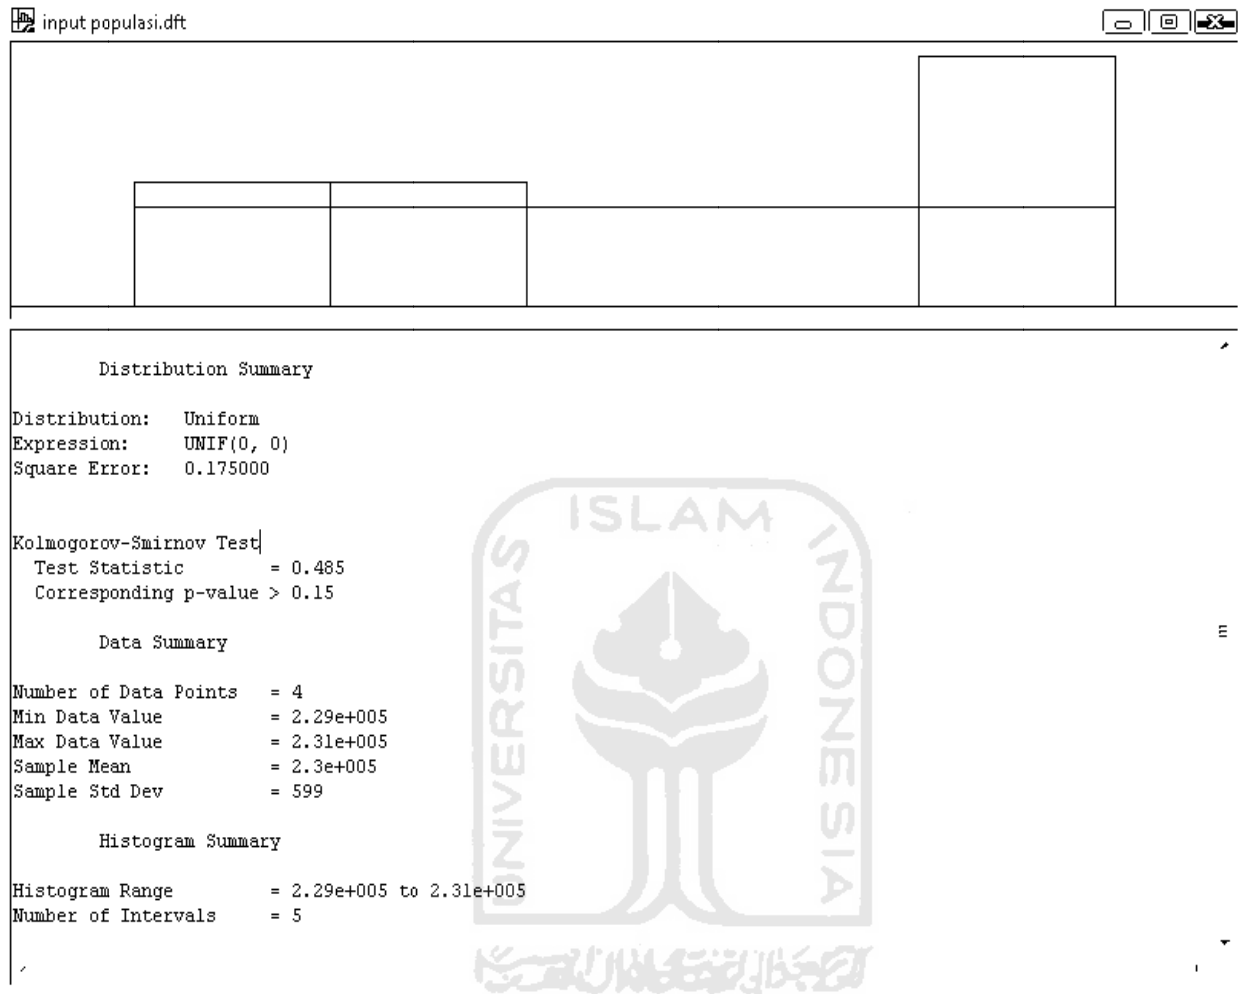 input populasi.dft
Distribution Summary
Distribution: Uniform
Expression: UNIF(0, 0)
Square Error: 0.175000
Kolmogorov-Smirnov Test
Test Statistic = 0.485
Corresponding p-value > 0.15
Data Summary
Number of Data Points = 4
Min Data Value = 2.29e+005
Max Data Value = 2.31e+005
Sample Mean = 2.3e+005
Sample Std Dev = 599
Histogram Summary
Histogram Range = 2.29e+005 to 2.31e+005
Number of Intervals = 5
UNIVERSITAS
ISLAM
INDONESIA